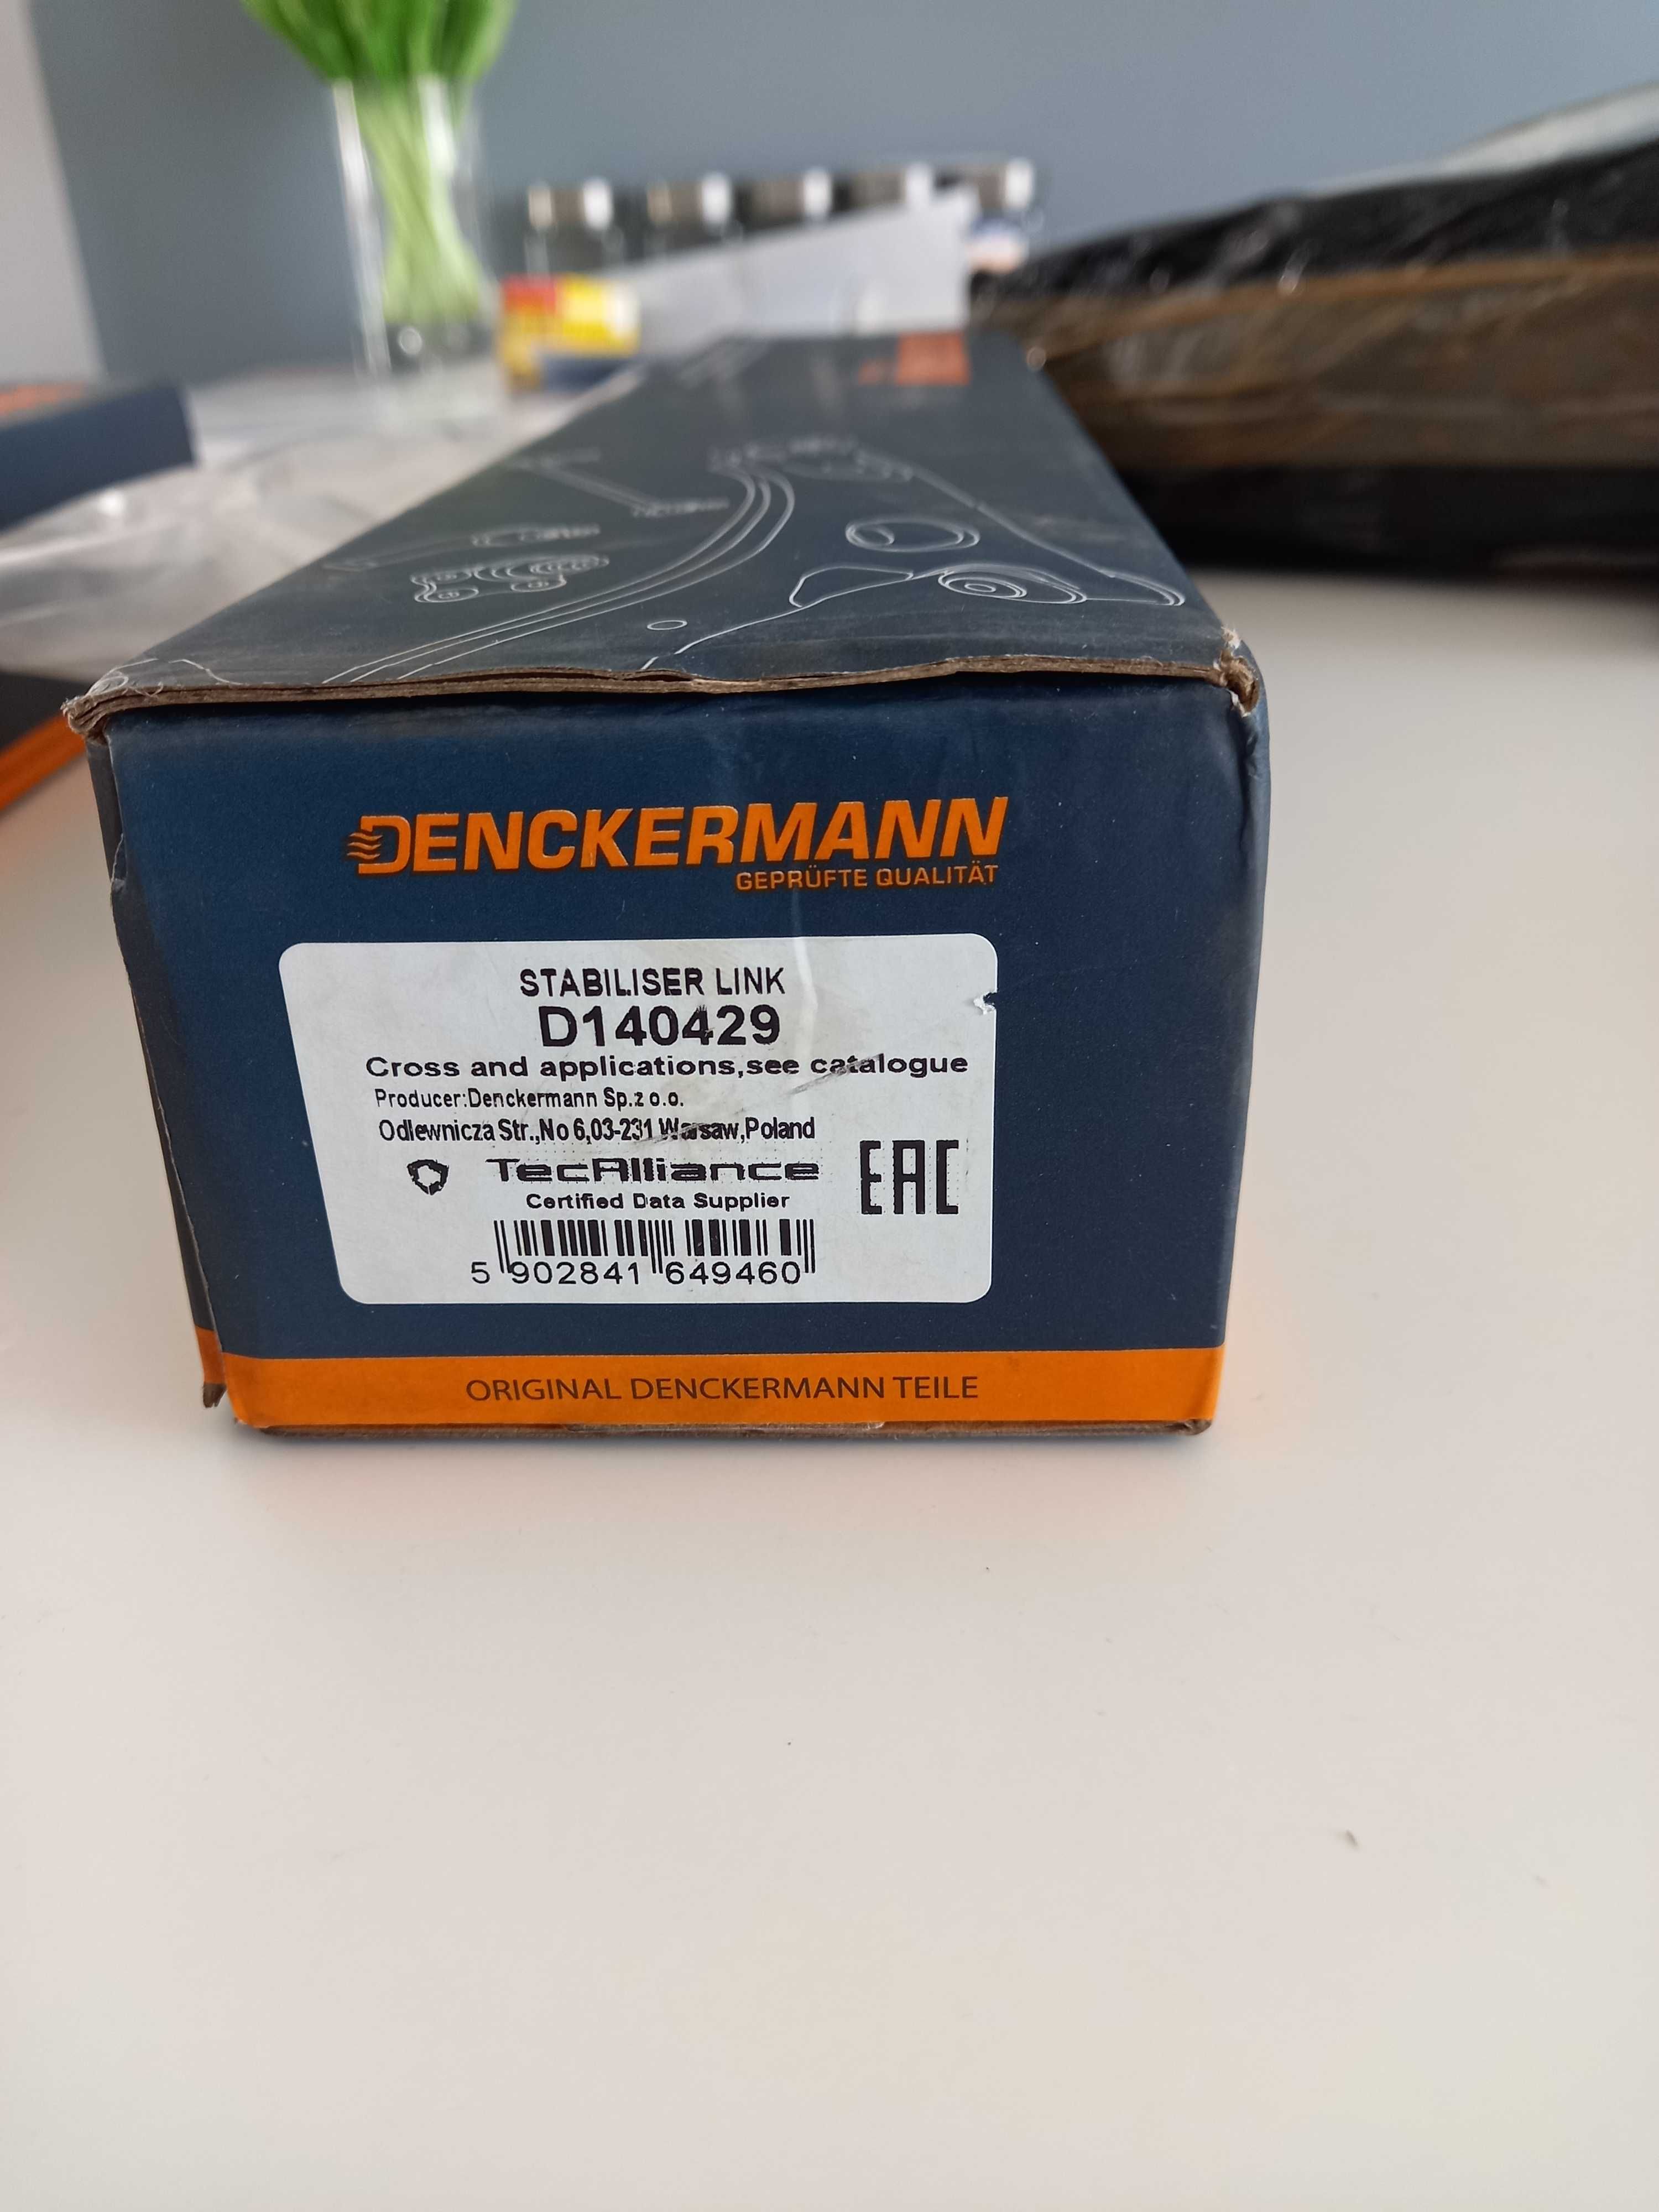 DENCKERMANN
GEPRÜFTE QUALITÄT
STABILISER LINK
D140429
Cross and applications,see catalogue
Producer:Denckermann Sp.z o.o.
Odlewnicza Str.,No 6,03-231 Warsaw,Poland
TecAlliance
Certified Data Supplier
EAC
5 902841 649460
ORIGINAL DENCKERMANN TEILE